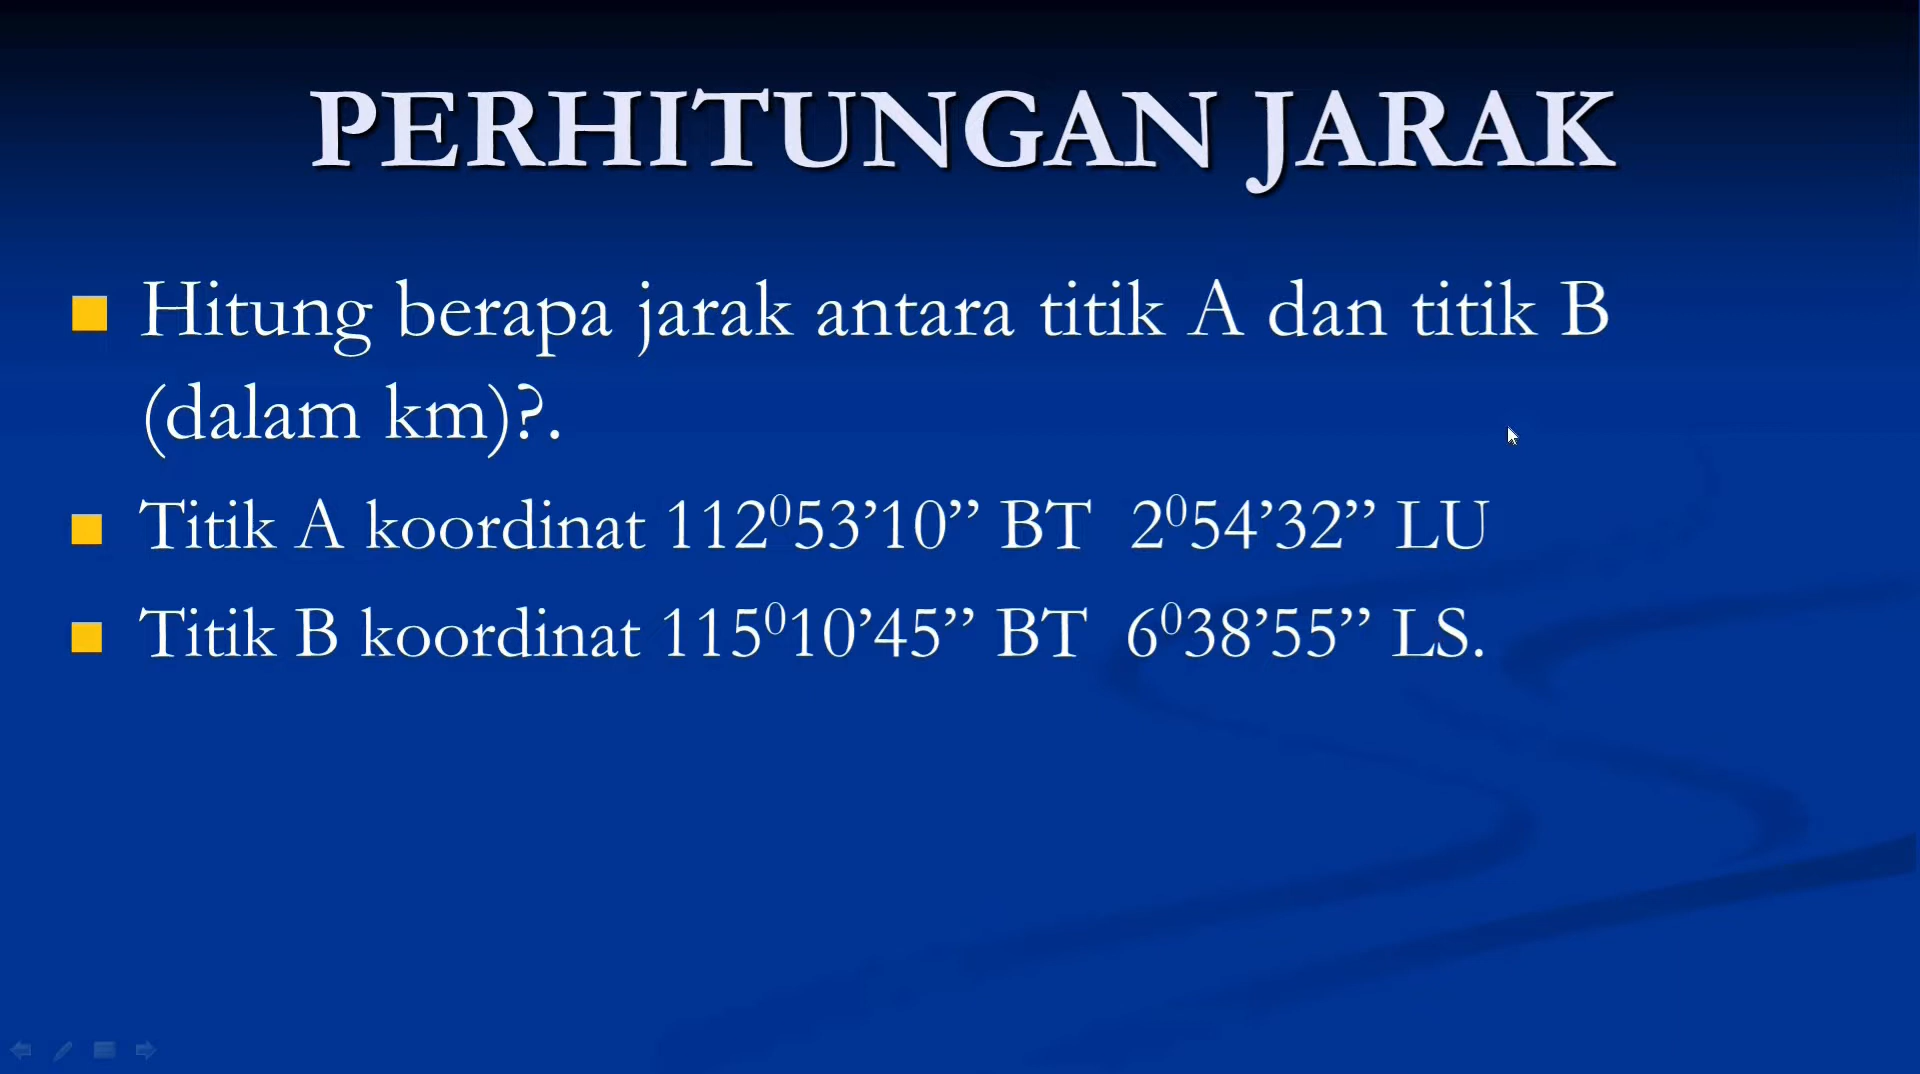 PERHITUNGAN JARAK
Hitung berapa jarak antara titik A dan titik B
(dalam km)?.
Titik A koordinat 112⁰53’10” BT 2⁰54’32” LU
Titik B koordinat 115⁰10’45” BT 6⁰38’55” LS.